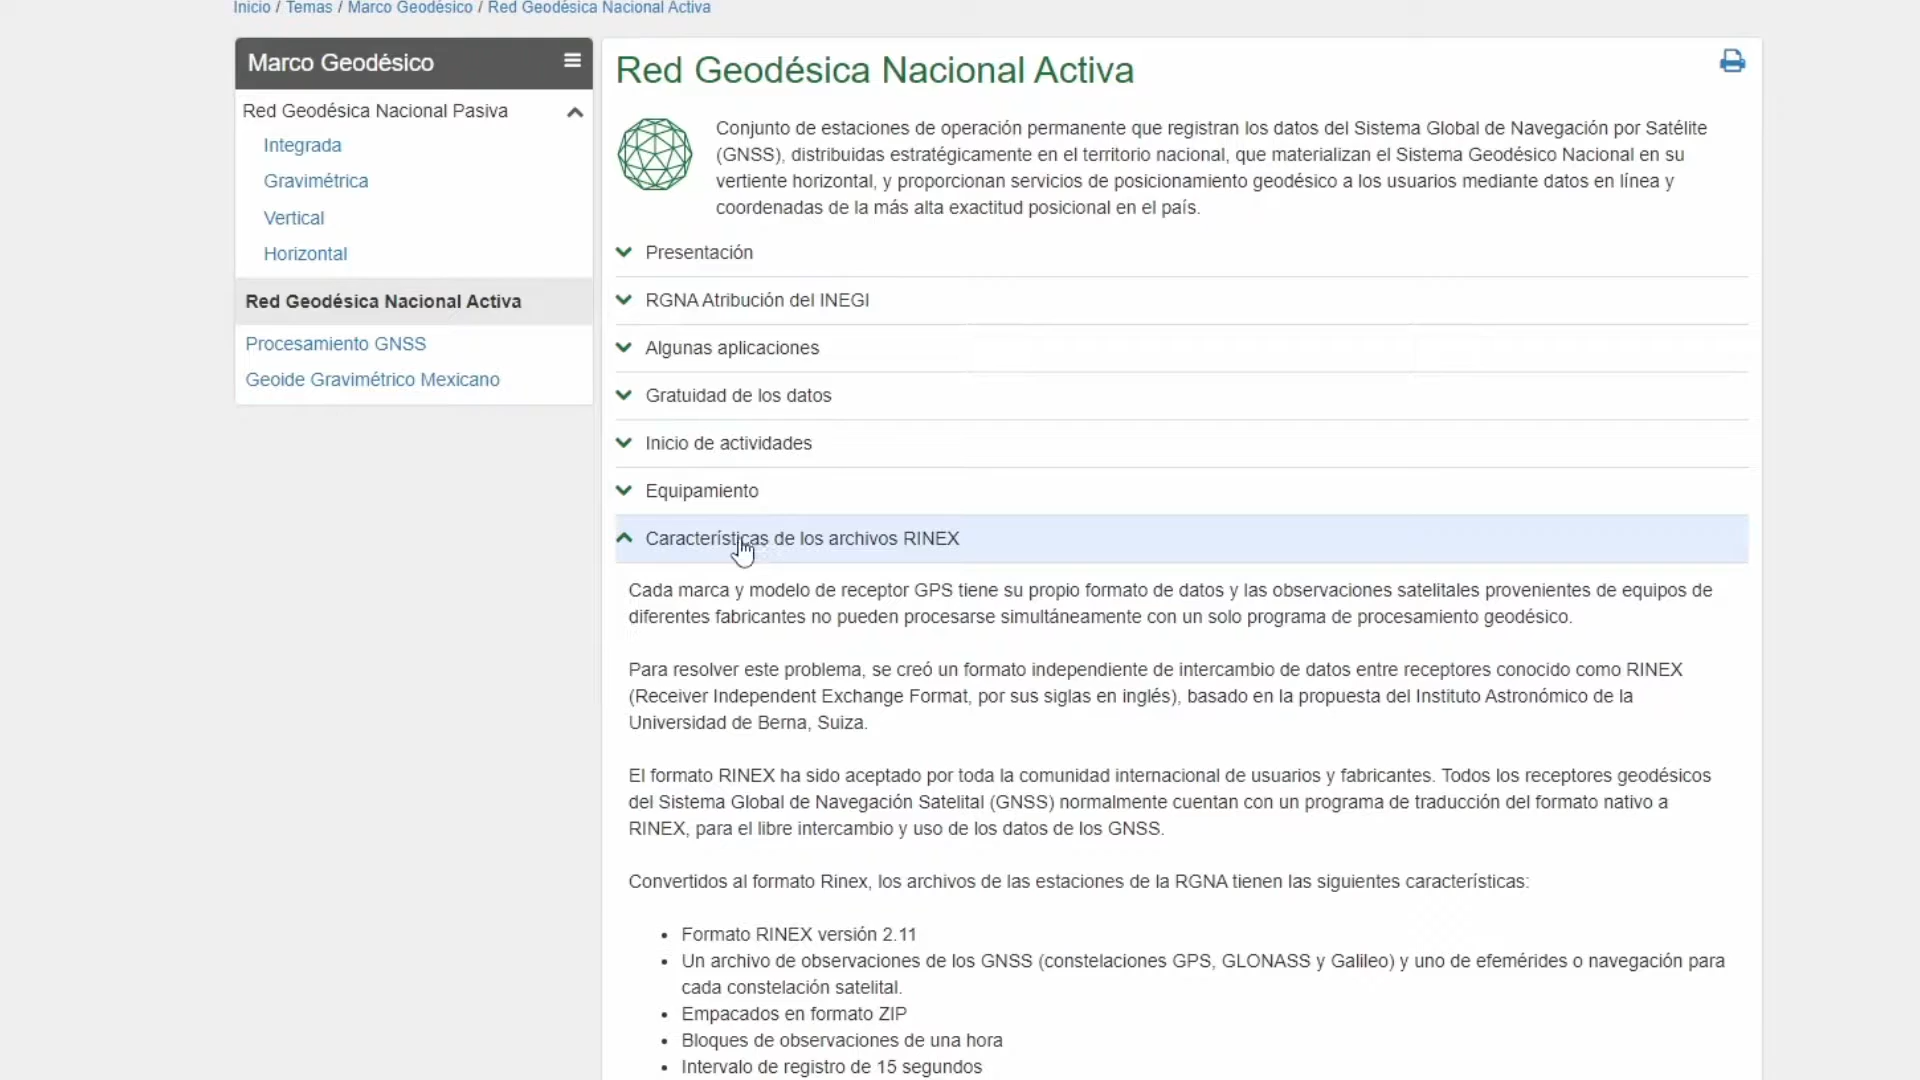 Inicio / Temas / Marco Geodésico / Red Geodésica Nacional Activa
Marco Geodésico
Red Geodésica Nacional Pasiva
Integrada
Gravimétrica
Vertical
Horizontal
Red Geodésica Nacional Activa
Procesamiento GNSS
Geoide Gravimétrico Mexicano
Red Geodésica Nacional Activa
Conjunto de estaciones de operación permanente que registran los datos del Sistema Global de Navegación por Satélite
(GNSS), distribuidas estratégicamente en el territorio nacional, que materializan el Sistema Geodésico Nacional en su
vertiente horizontal, y proporcionan servicios de posicionamiento geodésico a los usuarios mediante datos en línea y
coordenadas de la más alta exactitud posicional en el país.
Presentación
RGNA Atribución del INEGI
Algunas aplicaciones
Gratuidad de los datos
Inicio de actividades
Equipamiento
Características de los archivos RINEX
Cada marca y modelo de receptor GPS tiene su propio formato de datos y las observaciones satelitales provenientes de equipos de
diferentes fabricantes no pueden procesarse simultáneamente con un solo programa de procesamiento geodésico.
Para resolver este problema, se creó un formato independiente de intercambio de datos entre receptores conocido como RINEX
(Receiver Independent Exchange Format, por sus siglas en inglés), basado en la propuesta del Instituto Astronómico de la
Universidad de Berna, Suiza.
El formato RINEX ha sido aceptado por toda la comunidad internacional de usuarios y fabricantes. Todos los receptores geodésicos
del Sistema Global de Navegación Satelital (GNSS) normalmente cuentan con un programa de traducción del formato nativo a
RINEX, para el libre intercambio y uso de los datos de los GNSS.
Convertidos al formato Rinex, los archivos de las estaciones de la RGNA tienen las siguientes características:
• Formato RINEX versión 2.11
• Un archivo de observaciones de los GNSS (constelaciones GPS, GLONASS y Galileo) y uno de efemérides o navegación para
cada constelación satelital.
• Empacados en formato ZIP
• Bloques de observaciones de una hora
• Intervalo de registro de 15 segundos